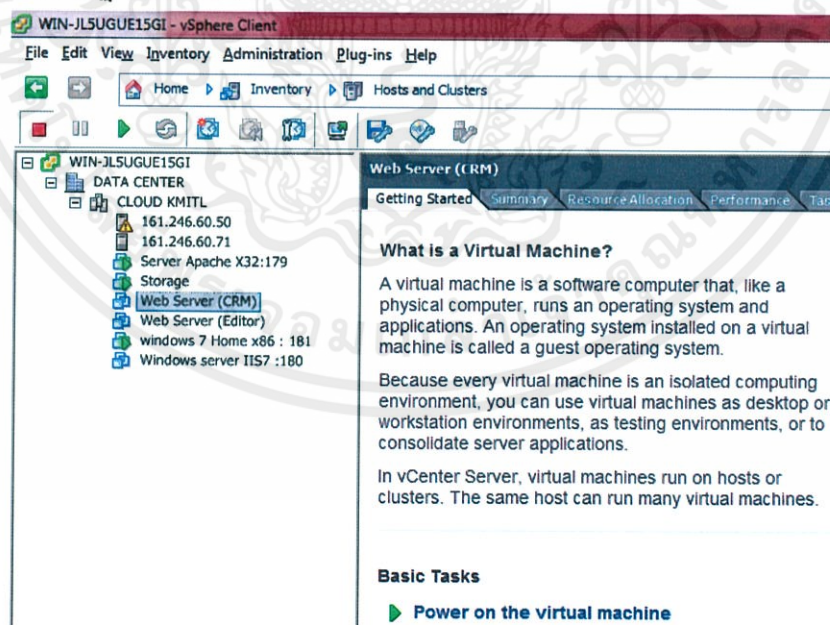 WIN-JL5UGUE15GI - vSphere Client
File Edit View Inventory Administration Plug-ins Help
Home Inventory Hosts and Clusters
WIN-JL5UGUE15GI
DATA CENTER
CLOUD KMITL
161.246.60.50
161.246.60.71
Server Apache X32:179
Storage
Web Server (CRM)
Web Server (Editor)
windows 7 Home x86 : 181
Windows server IIS7 :180
Web Server (CRM)
Getting Started Summary Resource Allocation Performance Tas
What is a Virtual Machine?
A virtual machine is a software computer that, like a
physical computer, runs an operating system and
applications. An operating system installed on a virtual
machine is called a guest operating system.
Because every virtual machine is an isolated computing
environment, you can use virtual machines as desktop or
workstation environments, as testing environments, or to
consolidate server applications.
In vCenter Server, virtual machines run on hosts or
clusters. The same host can run many virtual machines.
Basic Tasks
Power on the virtual machine